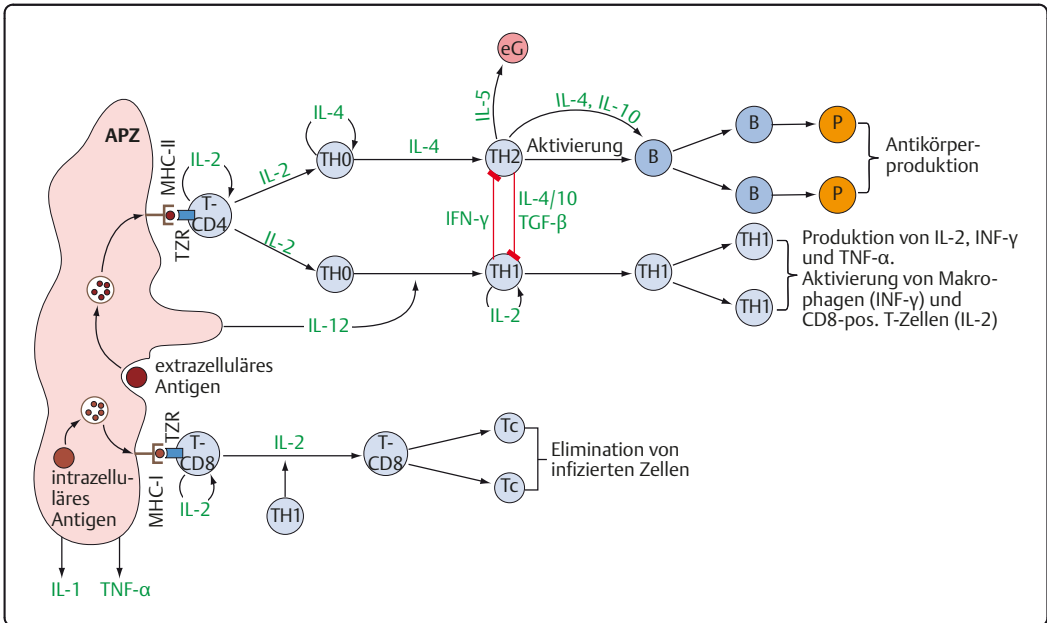 eG
APZ
MHC-II
TZR
IL-2
T-
CD4
IL-2
IL-2
IL-4
TH0
IL-4
IL-5
TH2
IL-4, IL-10
Aktivierung
B
B
P
B
P
Antikörper-
produktion
IFN-γ
IL-4/10
TGF-β
TH0
IL-12
TH1
IL-2
TH1
TH1
TH1
Produktion von IL-2, INF-γ
und TNF-α.
Aktivierung von Makro-
phagen (INF-γ) und
CD8-pos. T-Zellen (IL-2)
extrazelluläres
Antigen
intrazellu-
läres
Antigen
MHC-I
TZR
T-
CD8
IL-2
IL-2
TH1
T-
CD8
Tc
Tc
Elimination von
infizierten Zellen
IL-1
TNF-α